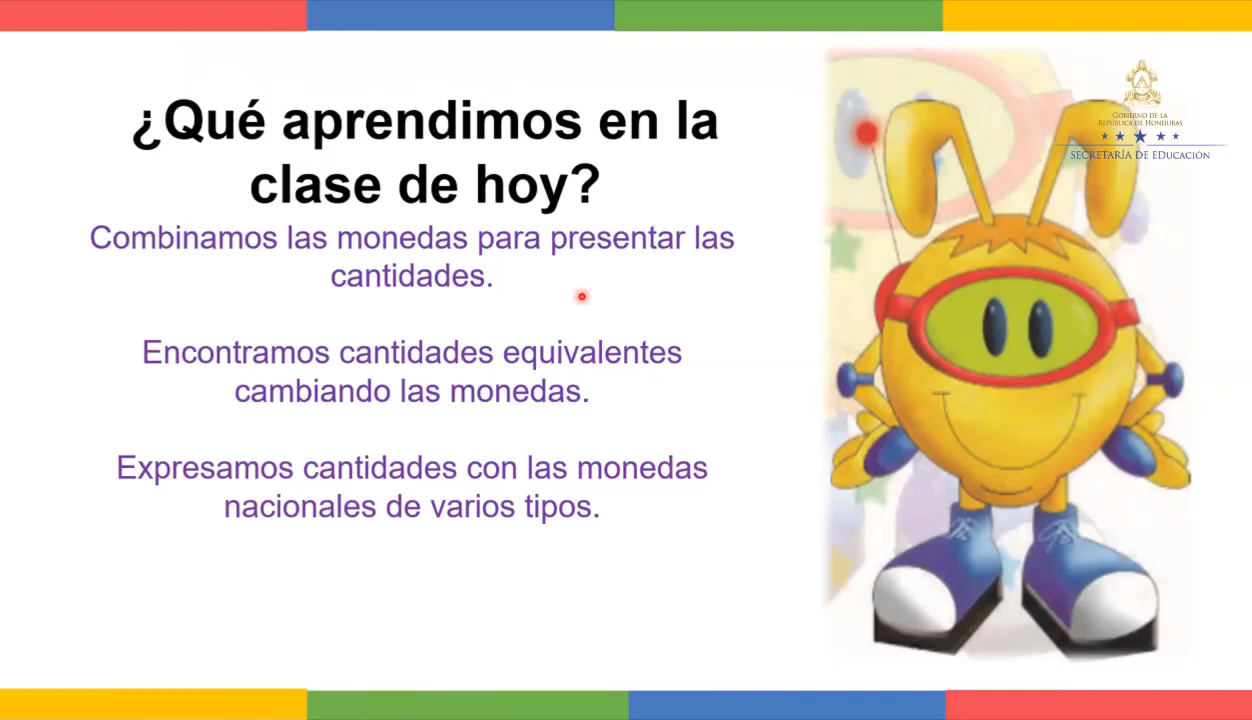 ¿Qué aprendimos en la
clase de hoy?
Combinamos las monedas para presentar las
cantidades.
Encontramos cantidades equivalentes
cambiando las monedas.
Expresamos cantidades con las monedas
nacionales de varios tipos.
GOBIERNO DE LA
REPÚBLICA DE HONDURAS
SECRETARÍA DE EDUCACIÓN